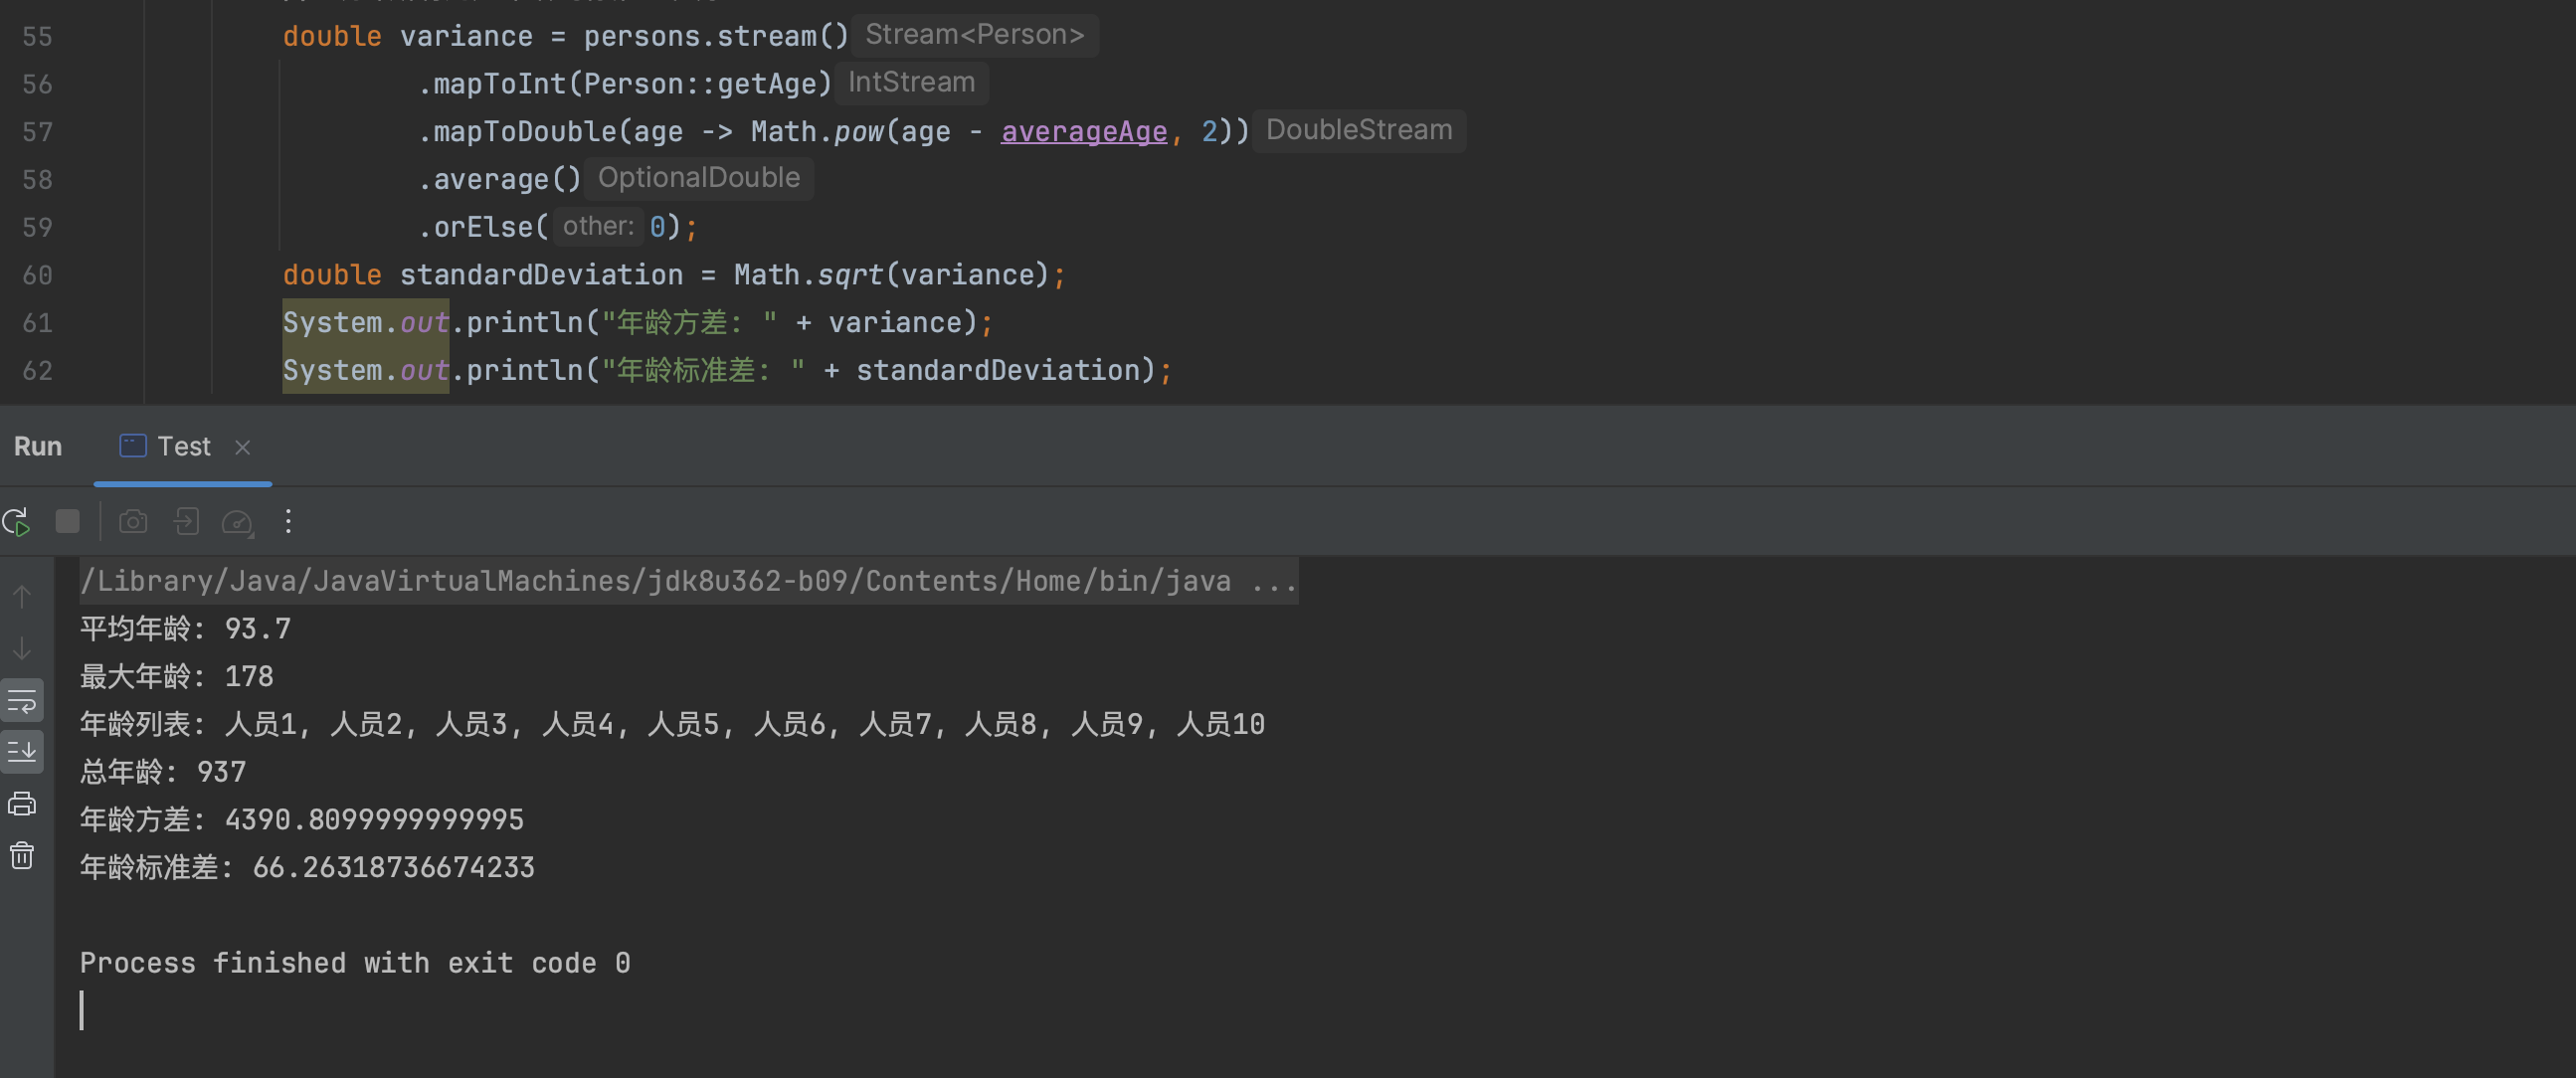 55 double variance = persons.stream() Stream<Person>
56 .mapToInt(Person::getAge) IntStream
57 .mapToDouble(age -> Math.pow(age - averageAge, 2)) DoubleStream
58 .average() OptionalDouble
59 .orElse( other: 0);
60 double standardDeviation = Math.sqrt(variance);
61 System.out.println("年龄方差: " + variance);
62 System.out.println("年龄标准差: " + standardDeviation);
Run Test ×
/Library/Java/JavaVirtualMachines/jdk8u362-b09/Contents/Home/bin/java ...
平均年龄: 93.7
最大年龄: 178
年龄列表: 人员1, 人员2, 人员3, 人员4, 人员5, 人员6, 人员7, 人员8, 人员9, 人员10
总年龄: 937
年龄方差: 4390.8099999999995
年龄标准差: 66.26318736674233
Process finished with exit code 0